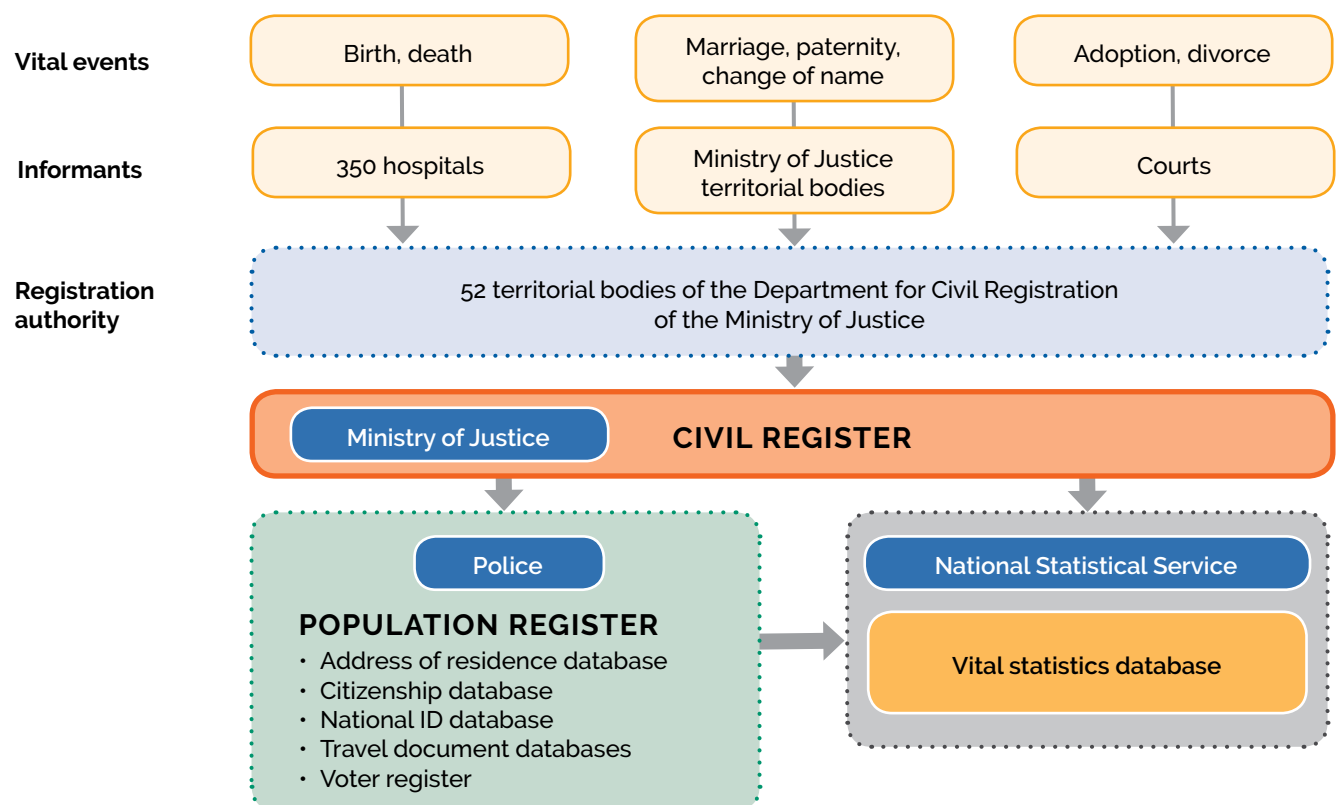 Vital events
Birth, death
Marriage, paternity,
change of name
Adoption, divorce
Informants
350 hospitals
Ministry of Justice
territorial bodies
Courts
Registration
authority
52 territorial bodies of the Department for Civil Registration
of the Ministry of Justice
Ministry of Justice
CIVIL REGISTER
Police
POPULATION REGISTER
• Address of residence database
• Citizenship database
• National ID database
• Travel document databases
• Voter register
National Statistical Service
Vital statistics database